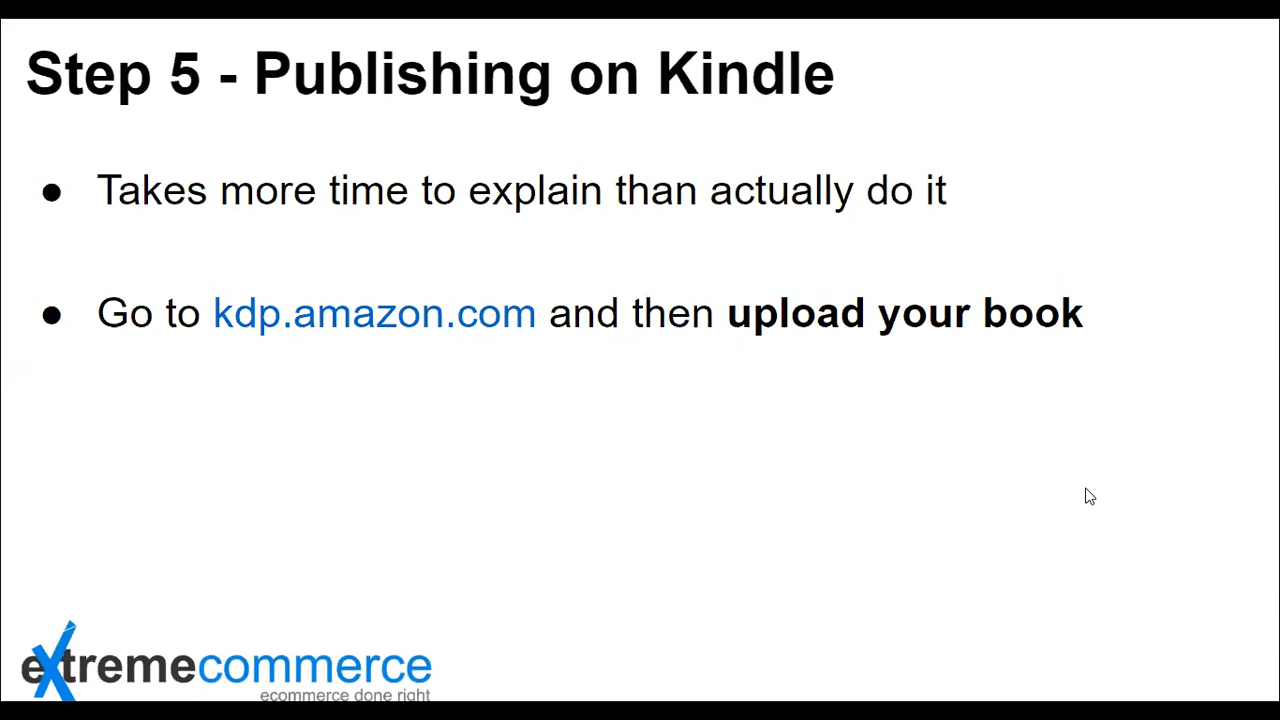 Step 5 - Publishing on Kindle
● Takes more time to explain than actually do it
● Go to kdp.amazon.com and then upload your book
extremecommerce
ecommerce done right